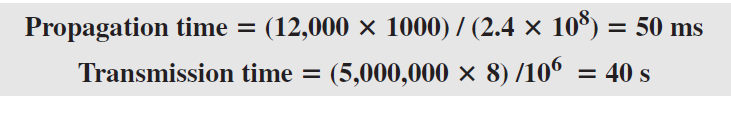 Propagation time = (12,000 × 1000) / (2.4 × 10⁸) = 50 ms
Transmission time = (5,000,000 × 8) /10⁶ = 40 s